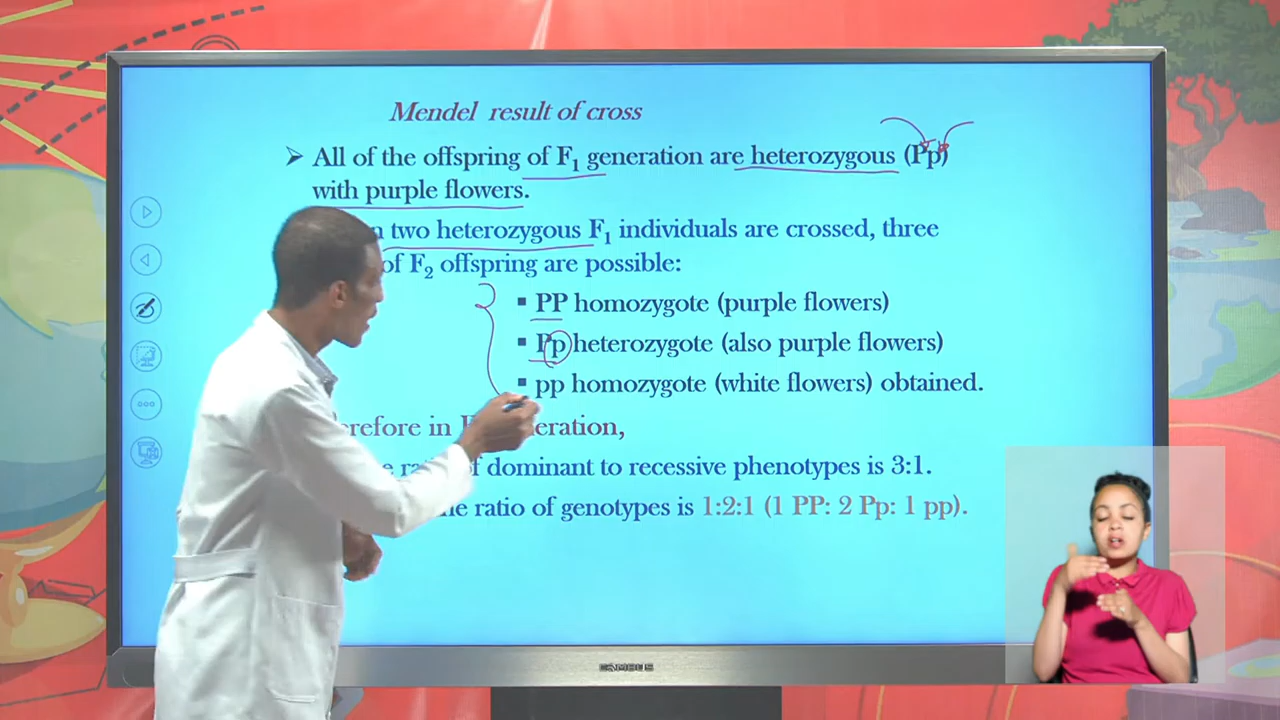 Mendel result of cross
➤ All of the offspring of F₁ generation are heterozygous (Pp)
with purple flowers.
two heterozygous F₁ individuals are crossed, three
of F₂ offspring are possible:
▪ PP homozygote (purple flowers)
▪ Pp heterozygote (also purple flowers)
▪ pp homozygote (white flowers) obtained.
in
of dominant to recessive phenotypes is 3:1.
ratio of genotypes is 1:2:1 (1 PP: 2 Pp: 1 pp).